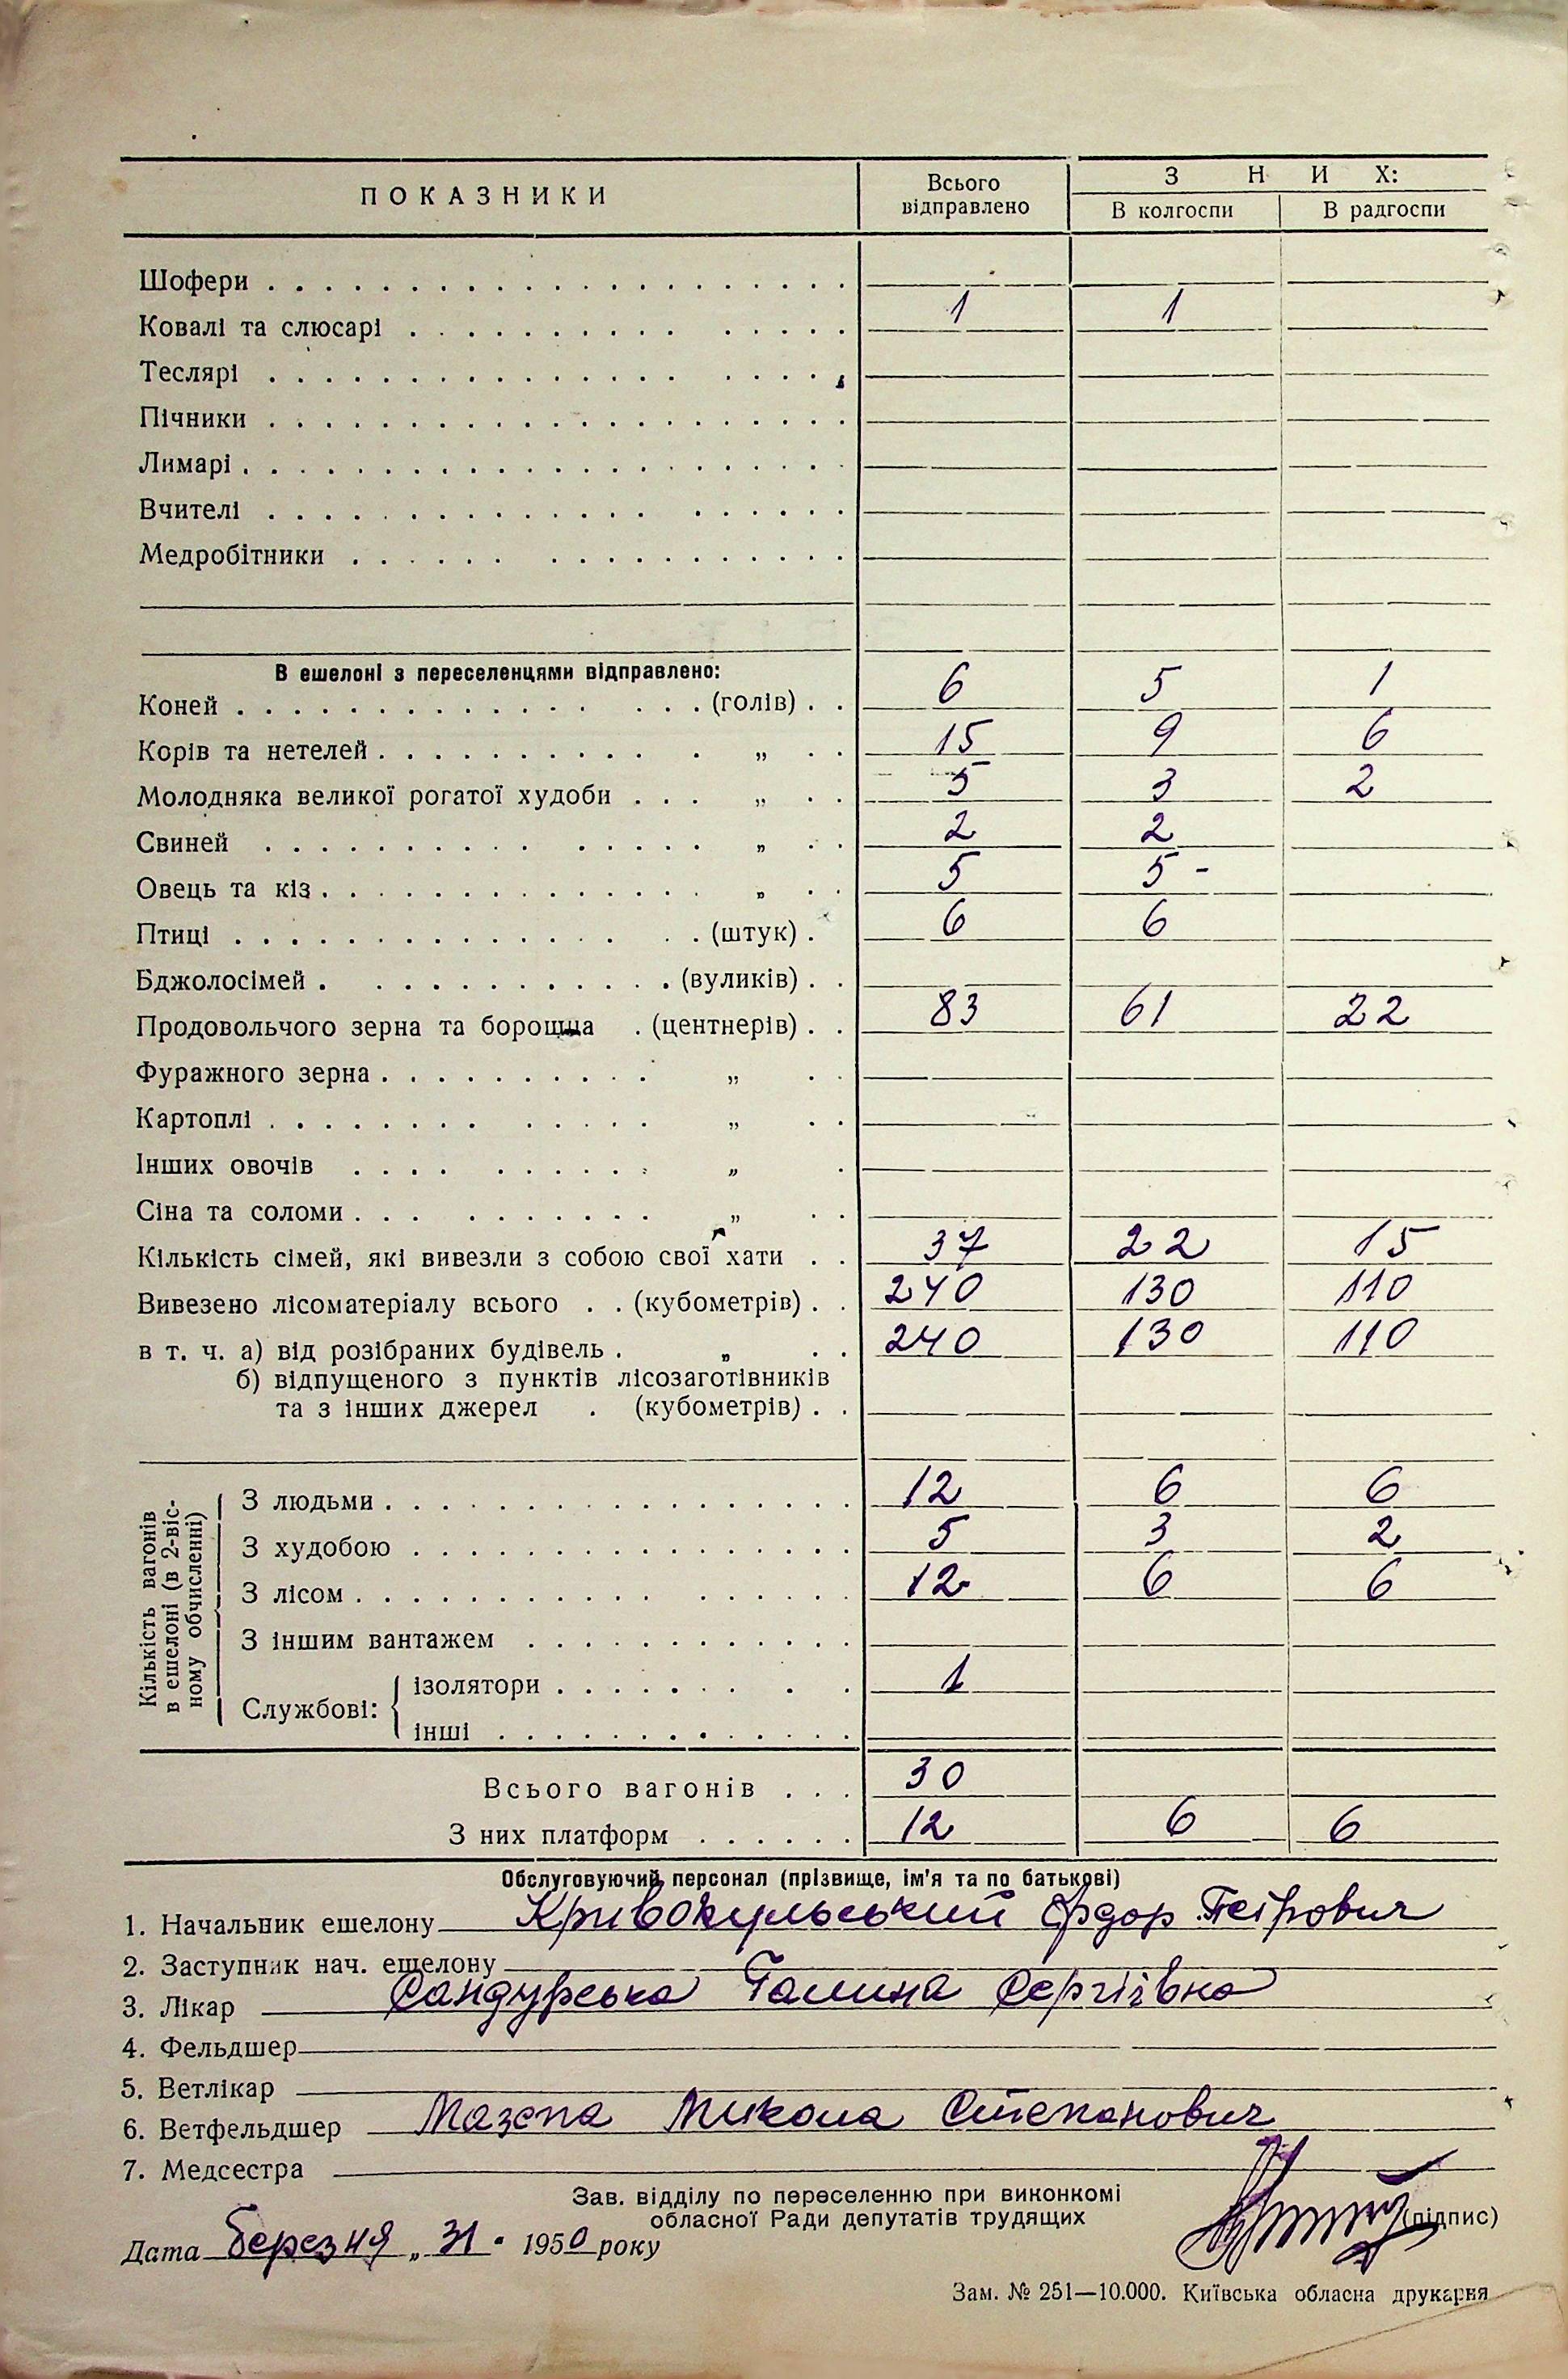 ПОКАЗНИКИ Всього відправлено З НИХ: В колгоспи В радгоспи
Шофери
Ковалі та слюсарі 1 1
Теслярі
Пічники
Лимарі
Вчителі
Медробітники
В ешелоні з переселенцями відправлено:
Коней (голів) 6 5 1
Корів та нетелей „ 15 9 6
Молодняка великої рогатої худоби „ 5 3 2
Свиней „ 2 2
Овець та кіз „ 5 5 -
Птиці (штук) 6 6
Бджолосімей (вуликів)
Продовольчого зерна та борошна (центнерів) 83 61 22
Фуражного зерна „
Картоплі „
Інших овочів „
Сіна та соломи „
Кількість сімей, які вивезли з собою свої хати 37 22 15
Вивезено лісоматеріалу всього (кубометрів) 240 130 110
в т. ч. а) від розібраних будівель „ 240 130 110
б) відпущеного з пунктів лісозаготівників
та з інших джерел (кубометрів)
Кількість вагонів
в ешелоні (в 2-віс-
ному обчисленні)
З людьми 12 6 6
З худобою 5 3 2
З лісом 12 6 6
З іншим вантажем
Службові: ізолятори 1
інші
Всього вагонів 30
З них платформ 12 6 6
Обслуговуючий персонал (прізвище, ім'я та по батькові)
1. Начальник ешелону Кривокульський Фдор Петрович
2. Заступник нач. ешелону
3. Лікар Сандурська Галина Сергіївна
4. Фельдшер
5. Ветлікар
6. Ветфельдшер Мазепа Микола Степанович
7. Медсестра
Зав. відділу по переселенню при виконкомі
обласної Ради депутатів трудящих (підпис)
Дата березня „31" 1950 року
Зам. № 251—10.000. Київська обласна друкарня